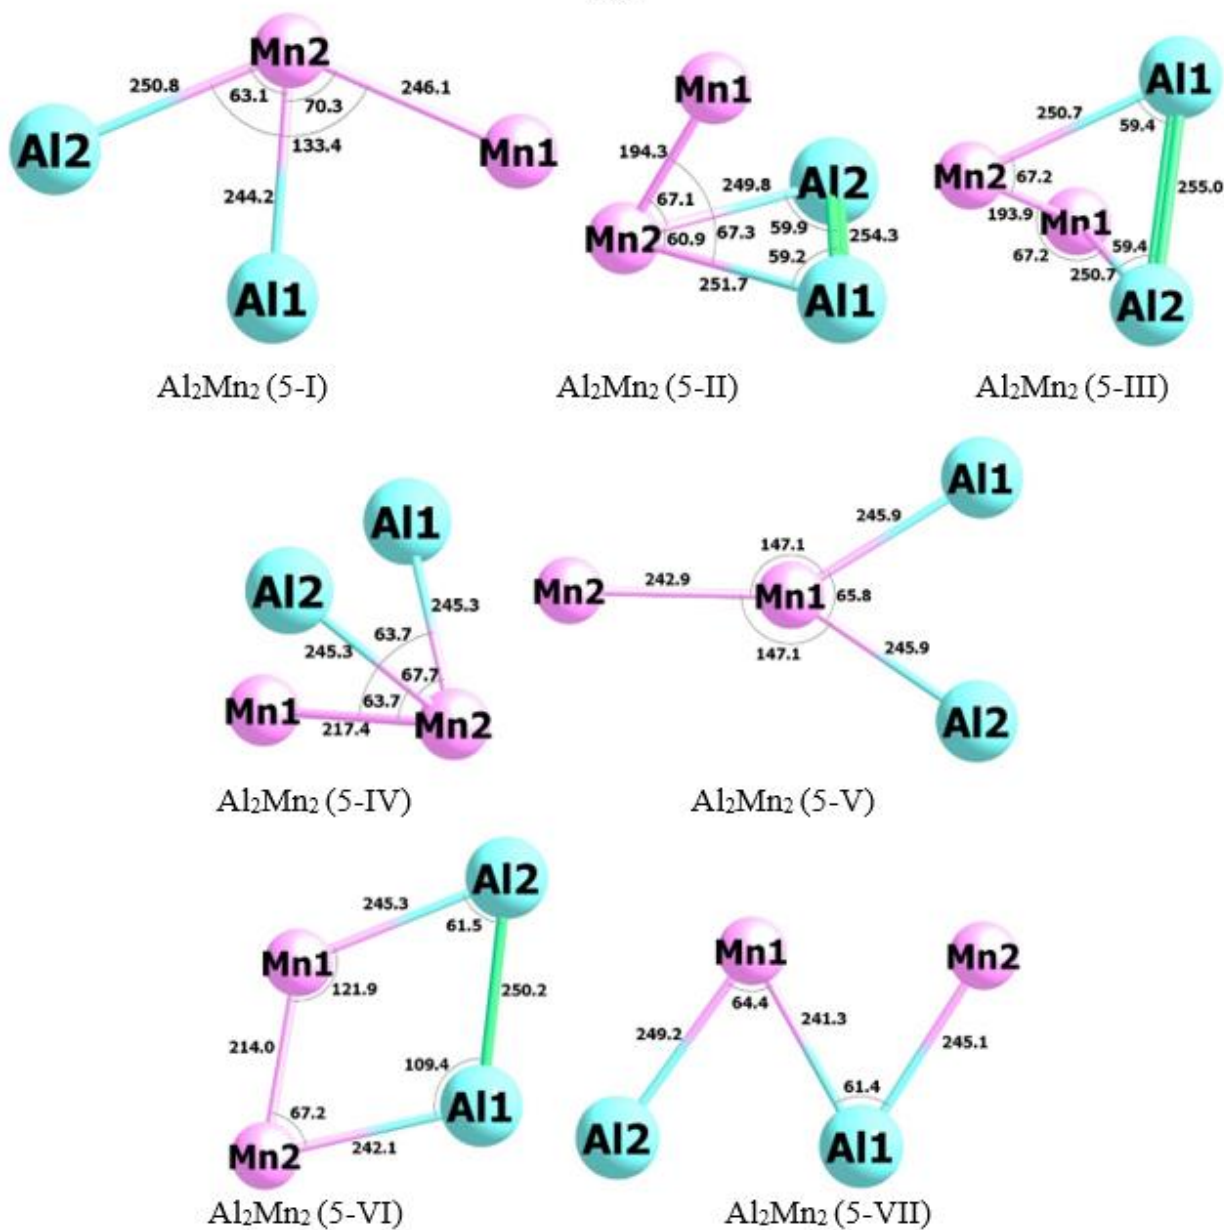 Mn2
250.8
63.1
70.3
246.1
Al2
133.4
Mn1
244.2
Al1
Al₂Mn₂ (5-I)
Mn1
194.3
67.1
249.8
Al2
Mn2
60.9
67.3
59.9
254.3
59.2
251.7
Al1
Al₂Mn₂ (5-II)
Al1
250.7
59.4
Mn2
67.2
255.0
193.9
Mn1
67.2
59.4
250.7
Al2
Al₂Mn₂ (5-III)
Al1
Al2
245.3
245.3
63.7
67.7
63.7
Mn1
217.4
Mn2
Al₂Mn₂ (5-IV)
Al1
245.9
147.1
Mn2
242.9
Mn1
65.8
147.1
245.9
Al2
Al₂Mn₂ (5-V)
Al2
245.3
61.5
Mn1
121.9
250.2
214.0
109.4
Al1
67.2
Mn2
242.1
Al₂Mn₂ (5-VI)
Mn1
Mn2
64.4
249.2
241.3
245.1
61.4
Al2
Al1
Al₂Mn₂ (5-VII)